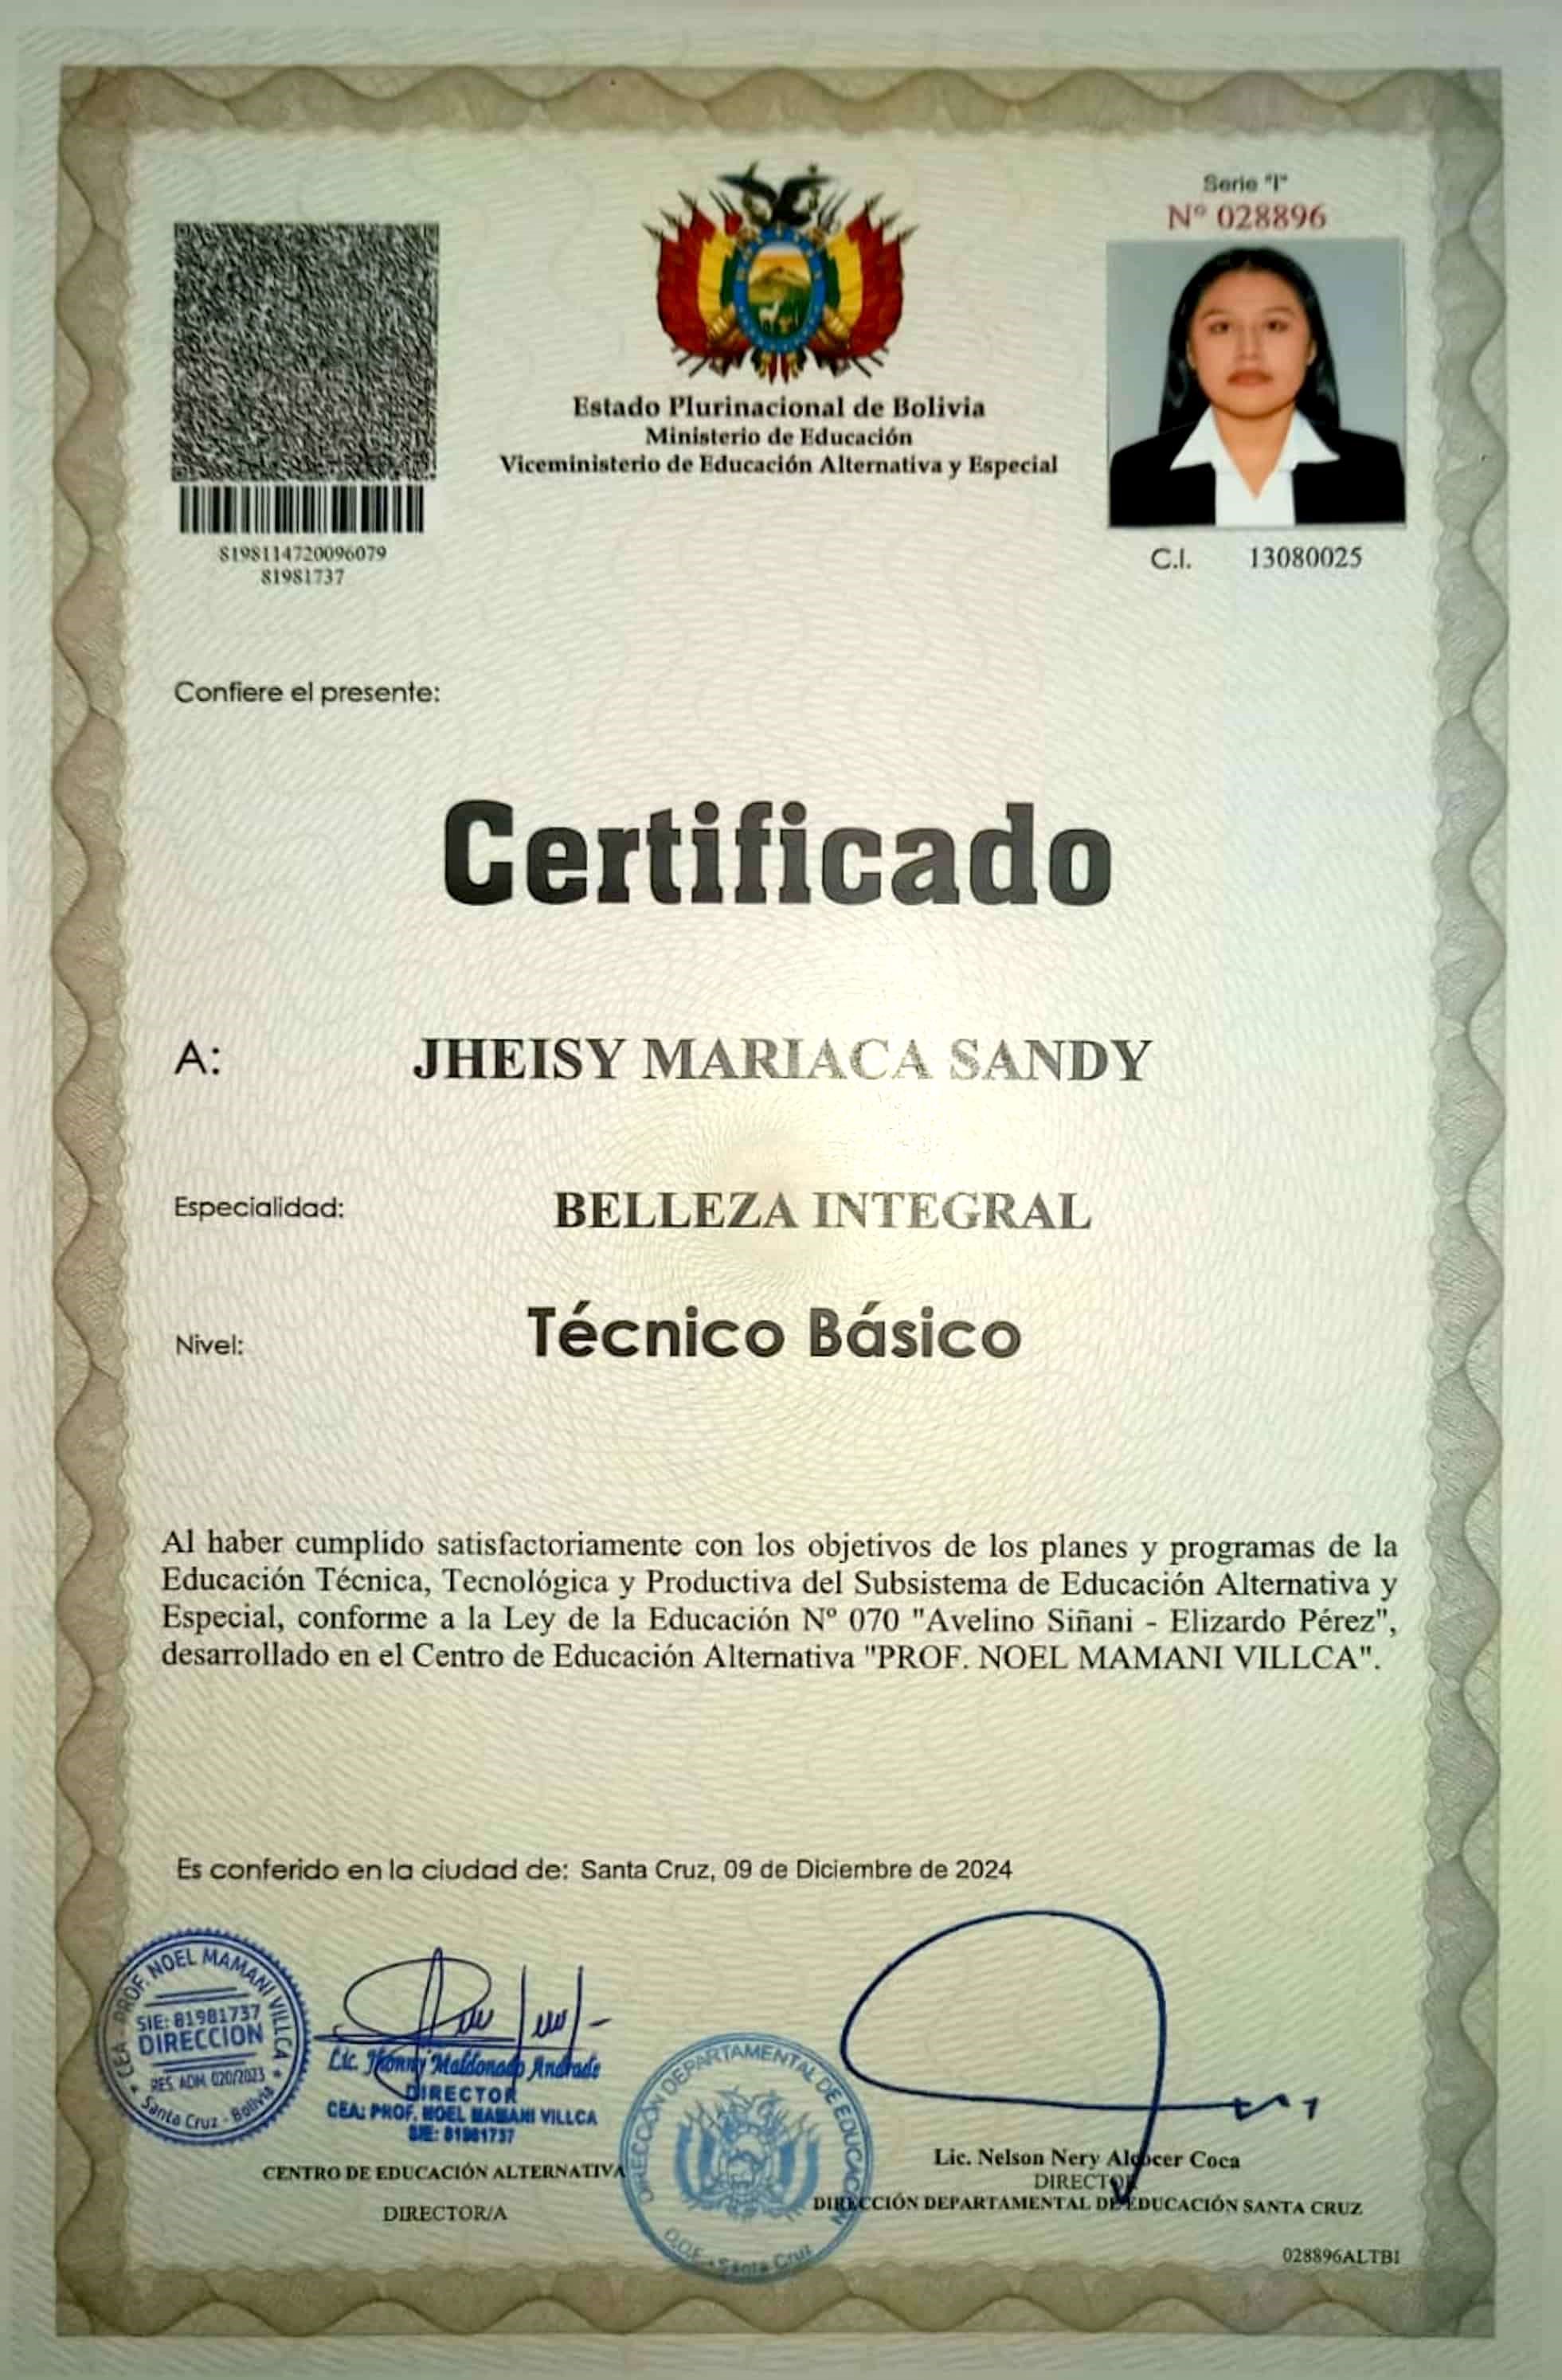 Serie "I"
N° 028896
Estado Plurinacional de Bolivia
Ministerio de Educación
Viceministerio de Educación Alternativa y Especial
8198114720096079
81981737
C.I. 13080025
Confiere el presente:
Certificado
A: JHEISY MARIACA SANDY
Especialidad: BELLEZA INTEGRAL
Nivel: Técnico Básico
Al haber cumplido satisfactoriamente con los objetivos de los planes y programas de la
Educación Técnica, Tecnológica y Productiva del Subsistema de Educación Alternativa y
Especial, conforme a la Ley de la Educación Nº 070 "Avelino Siñani - Elizardo Pérez",
desarrollado en el Centro de Educación Alternativa "PROF. NOEL MAMANI VILLCA".
Es conferido en la ciudad de: Santa Cruz, 09 de Diciembre de 2024
CEA PROF. NOEL MAMANI VILLCA
SIE: 81981737
DIRECCION
RES. ADM. 020/2023
Santa Cruz - Bolivia
Lic. Jhonny Maldonado Andrade
DIRECTOR
CEA: PROF. NOEL MAMANI VILLCA
SIE: 81981737
CENTRO DE EDUCACIÓN ALTERNATIVA
DIRECTOR/A
DIRECCIÓN DEPARTAMENTAL DE EDUCACIÓN
D.D.E. - Santa Cruz
Lic. Nelson Nery Alcocer Coca
DIRECTOR
DIRECCIÓN DEPARTAMENTAL DE EDUCACIÓN SANTA CRUZ
028896ALTBI